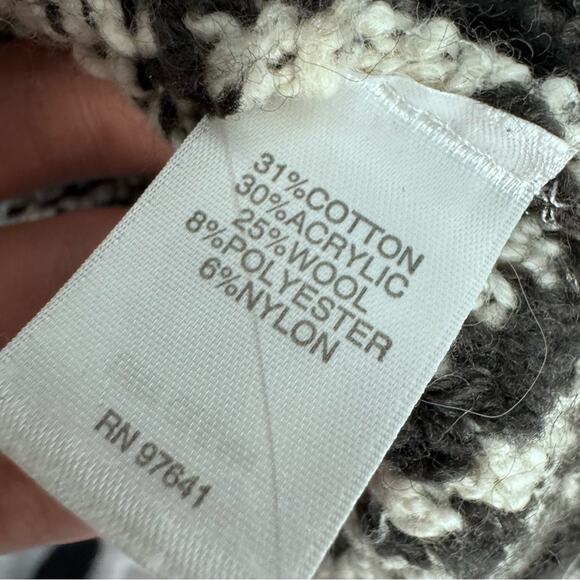 31%COTTON
30%ACRYLIC
25%WOOL
8%POLYESTER
6%NYLON
RN 97641